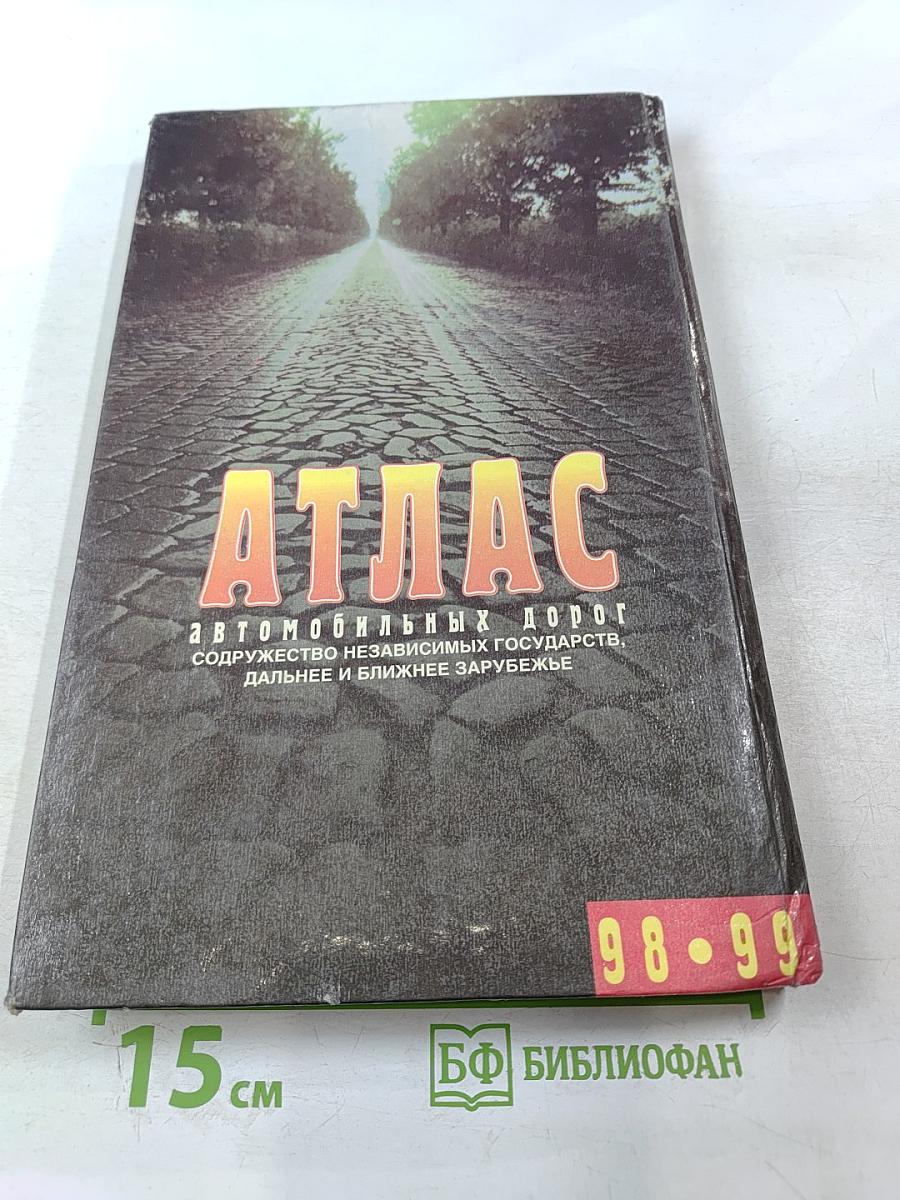 АТЛАС
автомобильных дорог
СОДРУЖЕСТВО НЕЗАВИСИМЫХ ГОСУДАРСТВ,
ДАЛЬНЕЕ И БЛИЖНЕЕ ЗАРУБЕЖЬЕ
98•99
15 см
БФ БИБЛИОФАН